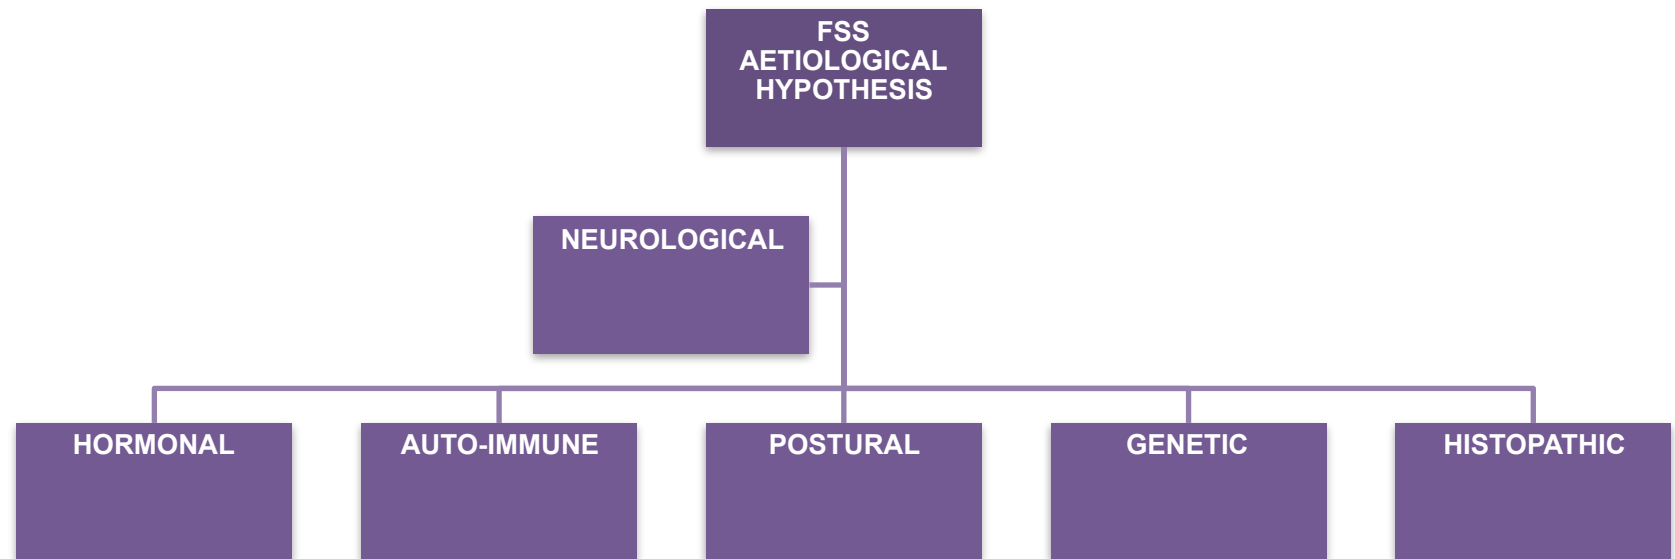 FSS
AETIOLOGICAL
HYPOTHESIS
NEUROLOGICAL
HORMONAL
AUTO-IMMUNE
POSTURAL
GENETIC
HISTOPATHIC